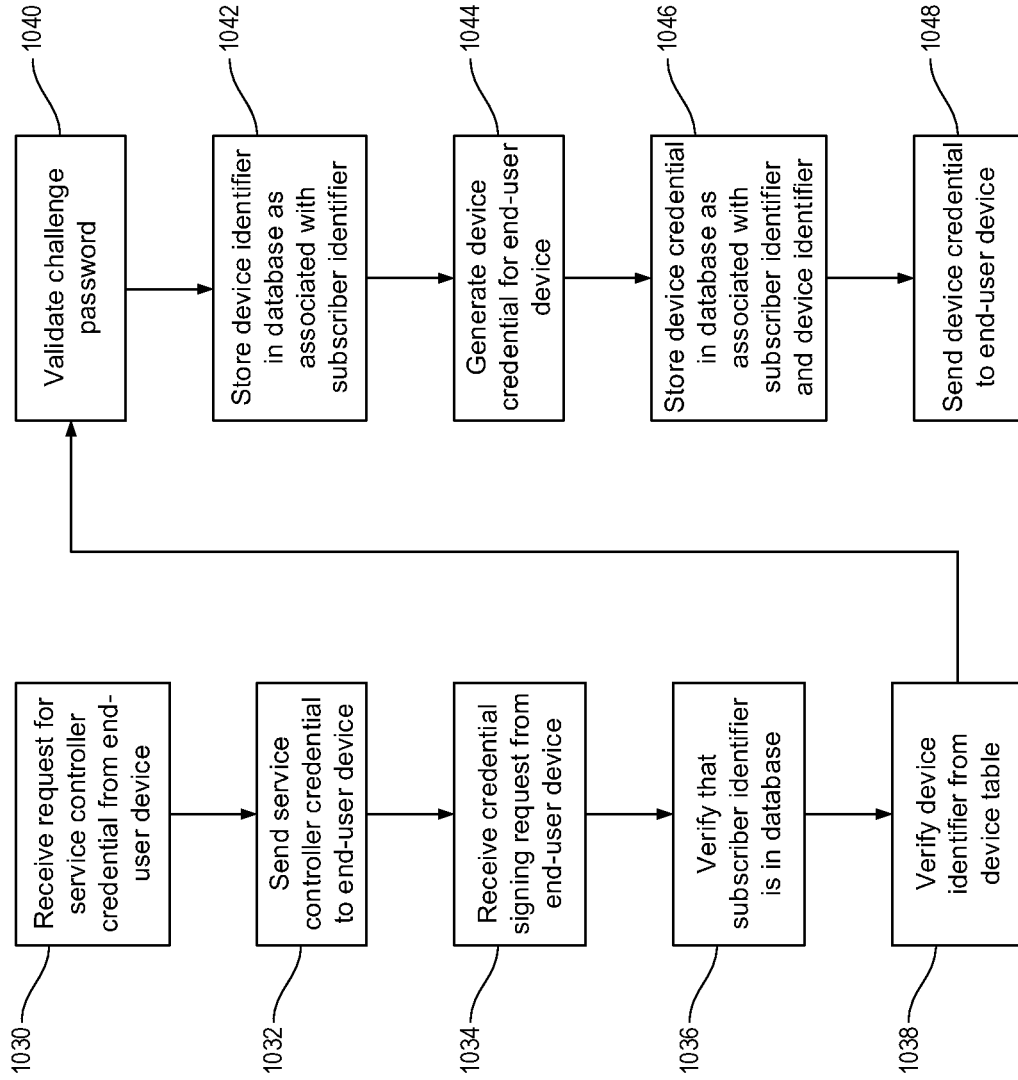 1030
Receive request for
service controller
credential from end-
user device
1032
Send service
controller credential
to end-user device
1034
Receive credential
signing request from
end-user device
1036
Verify that
subscriber identifier
is in database
1038
Verify device
identifier from
device table
1040
Validate challenge
password
1042
Store device identifier
in database as
associated with
subscriber identifier
1044
Generate device
credential for end-user
device
1046
Store device credential
in database as
associated with
subscriber identifier
and device identifier
1048
Send device credential
to end-user device